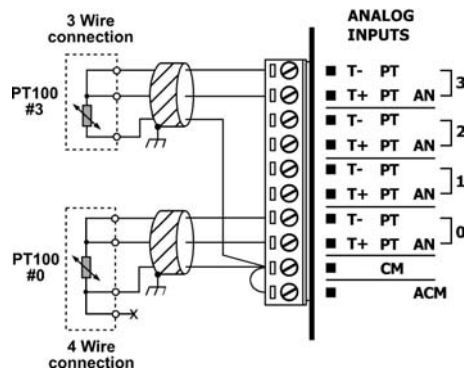 3 Wire
connection
PT100
#3
PT100
#0
X
4 Wire
connection
ANALOG
INPUTS
T- PT
T+ PT AN
3
T- PT
T+ PT AN
2
T- PT
T+ PT AN
1
T- PT
T+ PT AN
0
CM
ACM